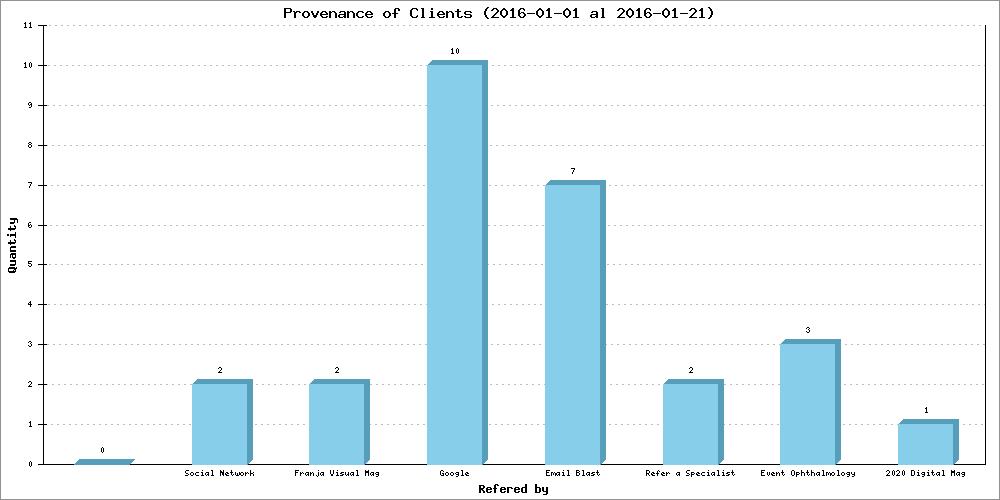 Provenance of Clients (2016-01-01 al 2016-01-21)
11
10
9
8
7
6
5
4
3
2
1
0
Quantity
0
2
2
10
7
2
3
1
Social Network
Franja Visual Mag
Google
Email Blast
Refer a Specialist
Event Ophthalmology
2020 Digital Mag
Refered by